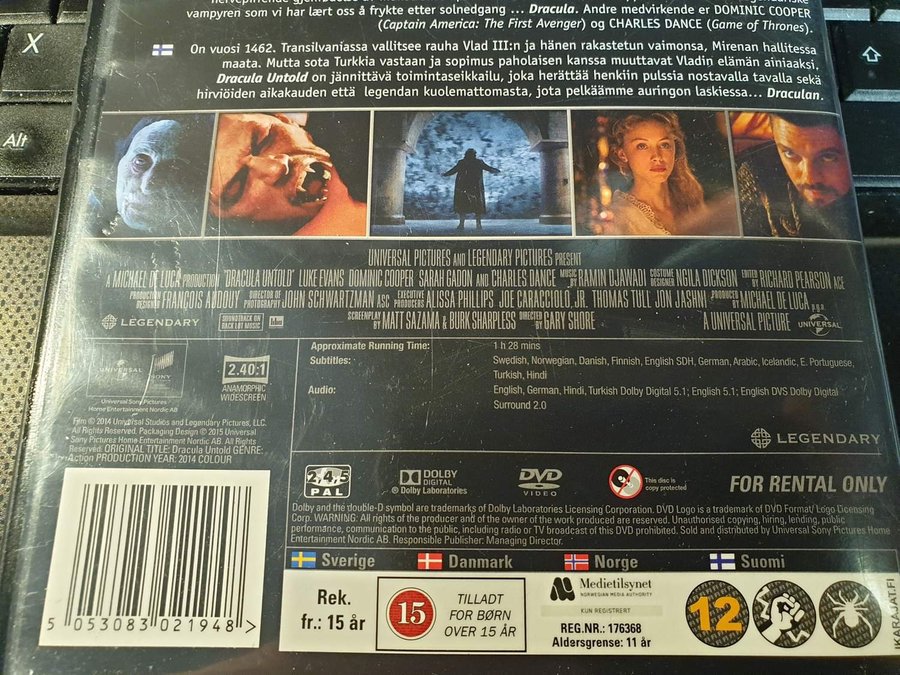 vampyren som vi har lært oss å frykte etter solnedgang ... Dracula. Andre medvirkende er DOMINIC COOPER
(Captain America: The First Avenger) og CHARLES DANCE (Game of Thrones).
On vuosi 1462. Transilvaniassa vallitsee rauha Vlad III:n ja hänen rakastetun vaimonsa, Mirenan hallitessa
maata. Mutta sota Turkkia vastaan ja sopimus paholaisen kanssa muuttavat Vladin elämän ainiaaksi.
Dracula Untold on jännittävä toimintaseikkailu, joka herättää henkiin pulssia nostavalla tavalla sekä
hirviöiden aikakauden että legendan kuolemattomasta, jota pelkäämme auringon laskiessa... Draculan.
X
Alt
UNIVERSAL PICTURES AND LEGENDARY PICTURES PRESENT
A MICHAEL DE LUCA PRODUCTION "DRACULA UNTOLD" LUKE EVANS DOMINIC COOPER SARAH GADON AND CHARLES DANCE MUSIC BY RAMIN DJAWADI COSTUME DESIGNER NGILA DICKSON EDITED BY RICHARD PEARSON ACE
PRODUCTION DESIGNER FRANÇOIS AUDOUY DIRECTOR OF PHOTOGRAPHY JOHN SCHWARTZMAN ASC EXECUTIVE PRODUCERS ALISSA PHILLIPS JOE CARACCIOLO, JR. THOMAS TULL JON JASHNI PRODUCED BY MICHAEL DE LUCA p.g.a.
LEGENDARY SOUNDTRACK ON BACK LOT MUSIC SCREENPLAY BY MATT SAZAMA & BURK SHARPLESS DIRECTED BY GARY SHORE A UNIVERSAL PICTURE UNIVERSAL
UNIVERSAL SONY PICTURES
Universal Sony Pictures
Home Entertainment Nordic AB
2.40:1
ANAMORPHIC
WIDESCREEN
Approximate Running Time: 1 h 28 mins
Subtitles: Swedish, Norwegian, Danish, Finnish, English SDH, German, Arabic, Icelandic, E. Portuguese,
Turkish, Hindi
Audio: English, German, Hindi, Turkish Dolby Digital 5.1; English 5.1; English DVS Dolby Digital
Surround 2.0
Film © 2014 Universal Studios and Legendary Pictures, LLC.
All Rights Reserved. Packaging Design © 2015 Universal
Sony Pictures Home Entertainment Nordic AB. All Rights
Reserved. ORIGINAL TITLE: Dracula Untold GENRE:
Action PRODUCTION YEAR: 2014 COLOUR
LEGENDARY
2,4,5
PAL
DOLBY
DIGITAL
® Dolby Laboratories
DVD
VIDEO
This disc is
copy protected
FOR RENTAL ONLY
Dolby and the double-D symbol are trademarks of Dolby Laboratories Licensing Corporation. DVD Logo is a trademark of DVD Format/ Logo Licensing
Corp. WARNING: All rights of the producer and of the owner of the work produced are reserved. Unauthorised copying, hiring, lending, public
performance, communication to the public, including radio or TV broadcast of this DVD prohibited. Sold and distributed by Universal Sony Pictures Home
Entertainment Nordic AB. Responsible Publisher: Managing Director.
Sverige Danmark Norge Suomi
Rek.
fr.: 15 år
15
TILLADT
FOR BØRN
OVER 15 ÅR
Medietilsynet
NORWEGIAN MEDIA AUTHORITY
KUN REGISTRERT
REG.NR.: 176368
Aldersgrense: 11 år
12
IKARAJAT.FI
5 053083 021948 >